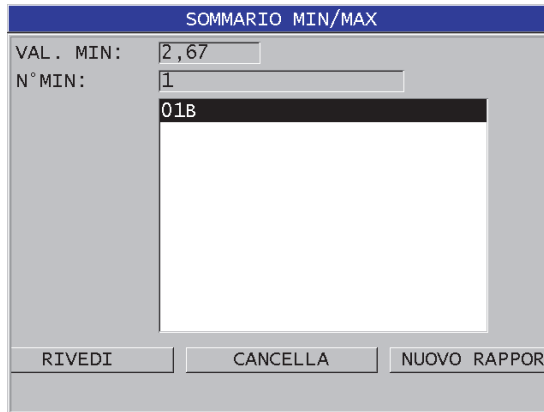 SOMMARIO MIN/MAX
VAL. MIN: 2,67
N°MIN: 1
01B
RIVEDI CANCELLA NUOVO RAPPOR